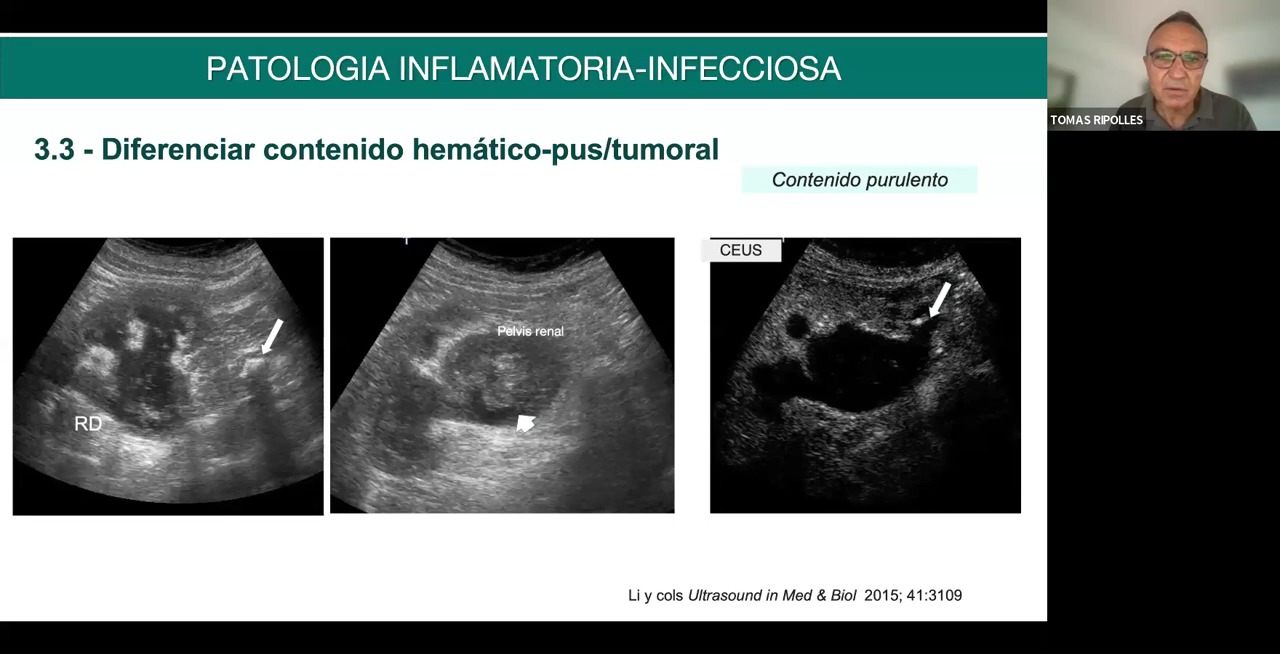 PATOLOGIA INFLAMATORIA-INFECCIOSA
TOMAS RIPOLLES
3.3 - Diferenciar contenido hemático-pus/tumoral
Contenido purulento
CEUS
Pelvis renal
RD
Li y cols Ultrasound in Med & Biol 2015; 41:3109